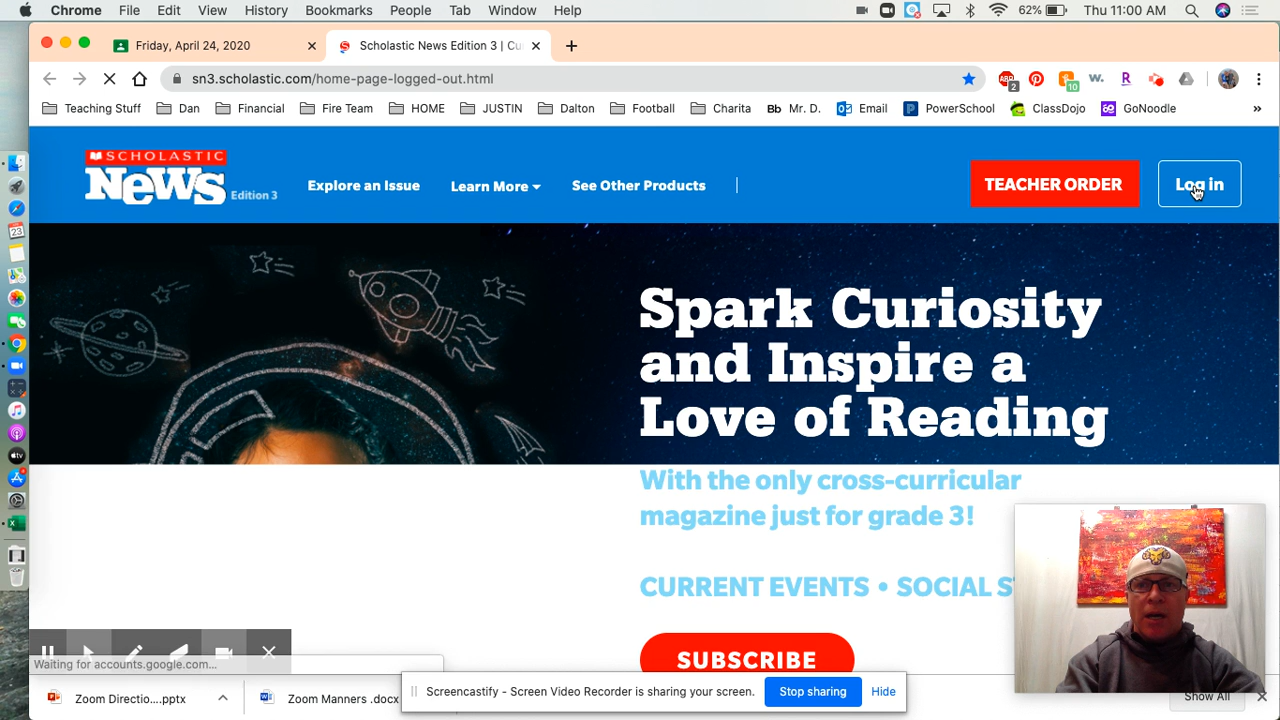 Chrome File Edit View History Bookmarks People Tab Window Help 62% Thu 11:00 AM
Friday, April 24, 2020
Scholastic News Edition 3 | Cu
sn3.scholastic.com/home-page-logged-out.html
2 10 w. R
Teaching Stuff Dan Financial Fire Team HOME JUSTIN Dalton Football Charita Bb Mr. D. Email PowerSchool ClassDojo GoNoodle »
SCHOLASTIC
NEWS Edition 3
Explore an Issue Learn More See Other Products TEACHER ORDER Log in
Spark Curiosity
and Inspire a
Love of Reading
With the only cross-curricular
magazine just for grade 3!
CURRENT EVENTS • SOCIAL S
SUBSCRIBE
Waiting for accounts.google.com...
Zoom Directio....pptx Zoom Manners .docx
Screencastify - Screen Video Recorder is sharing your screen. Stop sharing Hide
Show All
23